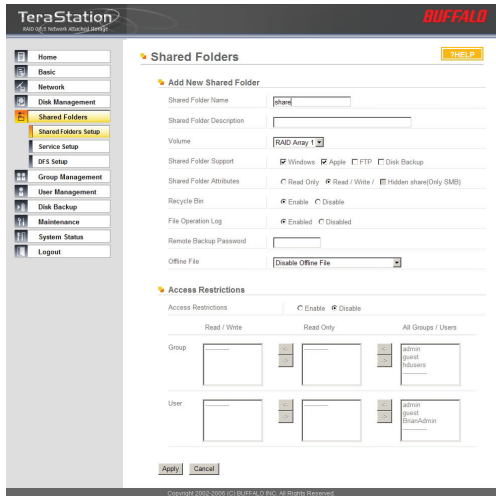 TeraStation
BUFFALO
Home
Basic
Network
Disk Management
Shared Folders
Shared Folders Setup
Service Setup
DFS Setup
Group Management
User Management
Disk Backup
Maintenance
System Status
Logout
Shared Folders
?HELP
Add New Shared Folder
Shared Folder Name share
Shared Folder Description
Volume RAID Array 1
Shared Folder Support Windows Apple FTP Disk Backup
Shared Folder Attributes Read Only Read / Write / Hidden share(Only SMB)
Recycle Bin Enable Disable
File Operation Log Enabled Disabled
Remote Backup Password
Offline File Disable Offline File
Access Restrictions
Access Restrictions Enable Disable
Read / Write Read Only All Groups / Users
Group
<- <- admin
-> -> guest
hdusers
User
<- <- admin
-> -> guest
BrianAdmin
Apply Cancel
Copyright 2002-2006 (C) BUFFALO INC. All Rights Reserved.